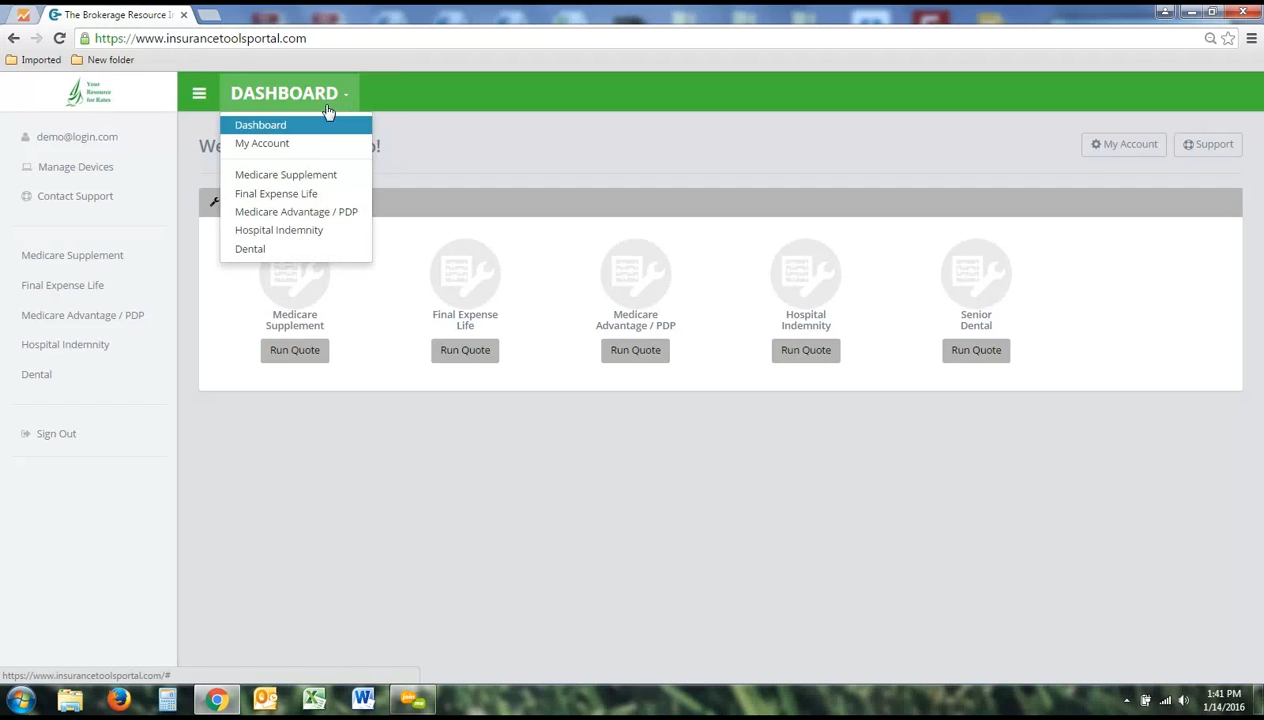 The Brokerage Resource I
https://www.insurancetoolsportal.com
Imported
New folder
Your
Resource
for Rates
DASHBOARD
demo@login.com
Manage Devices
Contact Support
Medicare Supplement
Final Expense Life
Medicare Advantage / PDP
Hospital Indemnity
Dental
Sign Out
Dashboard
My Account
Medicare Supplement
Final Expense Life
Medicare Advantage / PDP
Hospital Indemnity
Dental
We
o!
My Account
Support
Medicare
Supplement
Run Quote
Final Expense
Life
Run Quote
Medicare
Advantage / PDP
Run Quote
Hospital
Indemnity
Run Quote
Senior
Dental
Run Quote
https://www.insurancetoolsportal.com/#
join.me
1:41 PM
1/14/2016